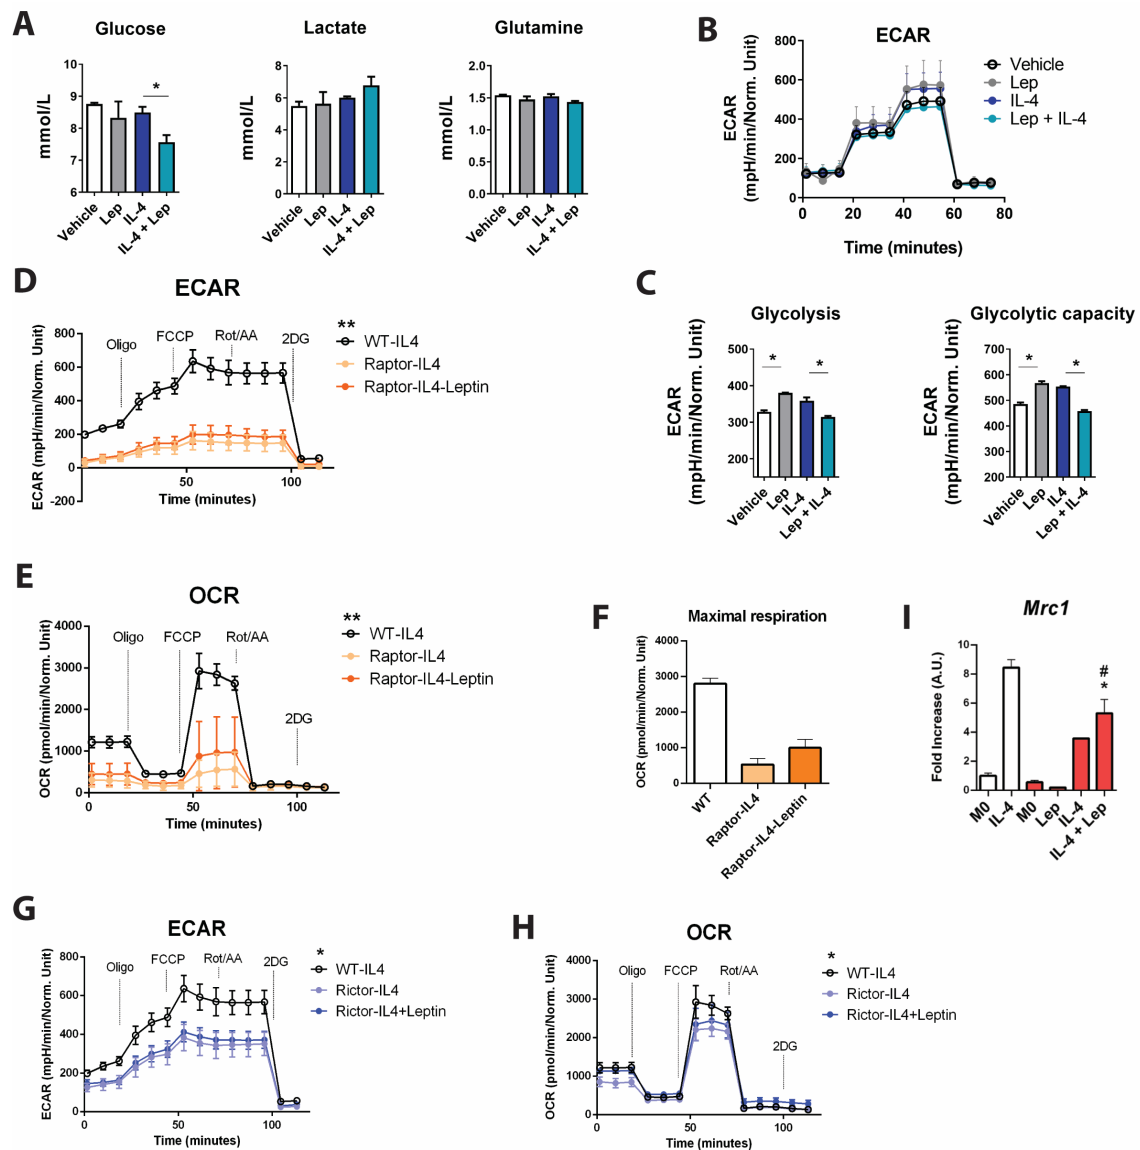 A
Glucose
mmol/L
10
9
8
7
6
Vehicle
Lep
IL-4
IL-4 + Lep
*
Lactate
mmol/L
8
6
4
2
0
Vehicle
Lep
IL-4
IL-4 + Lep
Glutamine
mmol/L
2.0
1.5
1.0
0.5
0.0
Vehicle
Lep
IL-4
IL-4 + Lep
B
ECAR
ECAR
(mpH/min/Norm. Unit)
800
600
400
200
0
0
20
40
60
80
Time (minutes)
Vehicle
Lep
IL-4
Lep + IL-4
D
ECAR
ECAR (mpH/min/Norm. Unit)
800
600
400
200
0
-200
50
100
Time (minutes)
Oligo
FCCP
Rot/AA
2DG
**
WT-IL4
Raptor-IL4
Raptor-IL4-Leptin
C
Glycolysis
ECAR
(mpH/min/Norm. Unit)
500
400
300
200
*
*
Vehicle
Lep
IL-4
Lep + IL-4
Glycolytic capacity
ECAR
(mpH/min/Norm. Unit)
700
600
500
400
300
200
*
*
Vehicle
Lep
IL4
Lep + IL-4
E
OCR
OCR (pmol/min/Norm. Unit)
4000
3000
2000
1000
0
0
50
100
Time (minutes)
Oligo
FCCP
Rot/AA
2DG
**
WT-IL4
Raptor-IL4
Raptor-IL4-Leptin
F
Maximal respiration
OCR (pmol/min/Norm. Unit)
4000
3000
2000
1000
0
WT
Raptor-IL4
Raptor-IL4-Leptin
I
Mrc1
Fold Increase (A.U.)
10
8
6
4
2
0
#
*
M0
IL-4
M0
Lep
IL-4
IL-4 + Lep
G
ECAR
ECAR (mpH/min/Norm. Unit)
800
600
400
200
0
0
50
100
Time (minutes)
Oligo
FCCP
Rot/AA
2DG
*
WT-IL4
Rictor-IL4
Rictor-IL4+Leptin
H
OCR
OCR (pmol/min/Norm. Unit)
4000
3000
2000
1000
0
0
50
100
Time (minutes)
Oligo
FCCP
Rot/AA
2DG
*
WT-IL4
Rictor-IL4
Rictor-IL4+Leptin